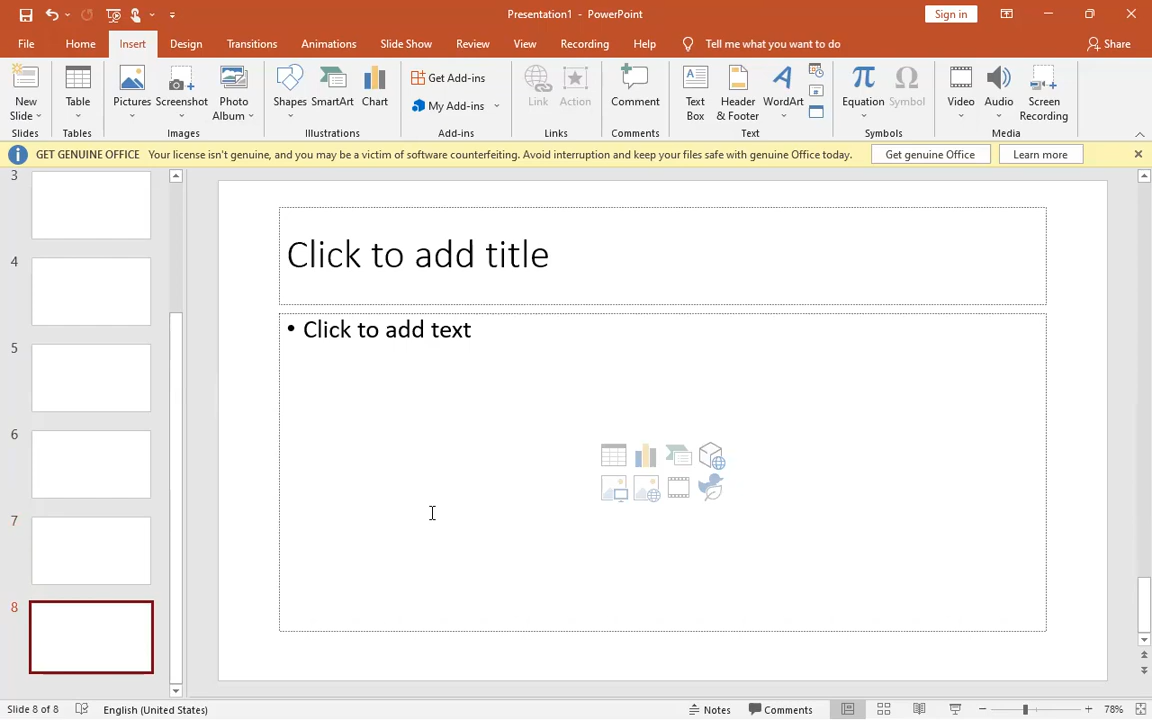 Presentation1 - PowerPoint
Sign in
File Home Insert Design Transitions Animations Slide Show Review View Recording Help Tell me what you want to do Share
New Slide
Table
Pictures
Screenshot
Photo Album
Shapes
SmartArt
Chart
Get Add-ins
My Add-ins
Link
Action
Comment
Text Box
Header & Footer
WordArt
Equation
Symbol
Video
Audio
Screen Recording
Slides Tables Images Illustrations Add-ins Links Comments Text Symbols Media
GET GENUINE OFFICE Your license isn't genuine, and you may be a victim of software counterfeiting. Avoid interruption and keep your files safe with genuine Office today. Get genuine Office Learn more
3
4
5
6
7
8
Click to add title
• Click to add text
Slide 8 of 8 English (United States) Notes Comments 78%